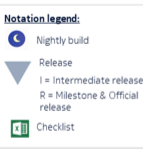 Notation legend:
Nightly build
Release
I = Intermediate release
R = Milestone & Official
release
Checklist